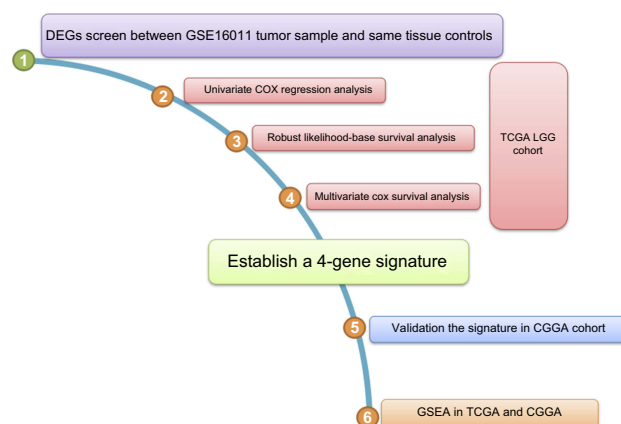 DEGs screen between GSE16011 tumor sample and same tissue controls
1
2
Univariate COX regression analysis
3
Robust likelihood-base survival analysis
TCGA LGG
cohort
4
Multivariate cox survival analysis
Establish a 4-gene signature
5
Validation the signature in CGGA cohort
6
GSEA in TCGA and CGGA